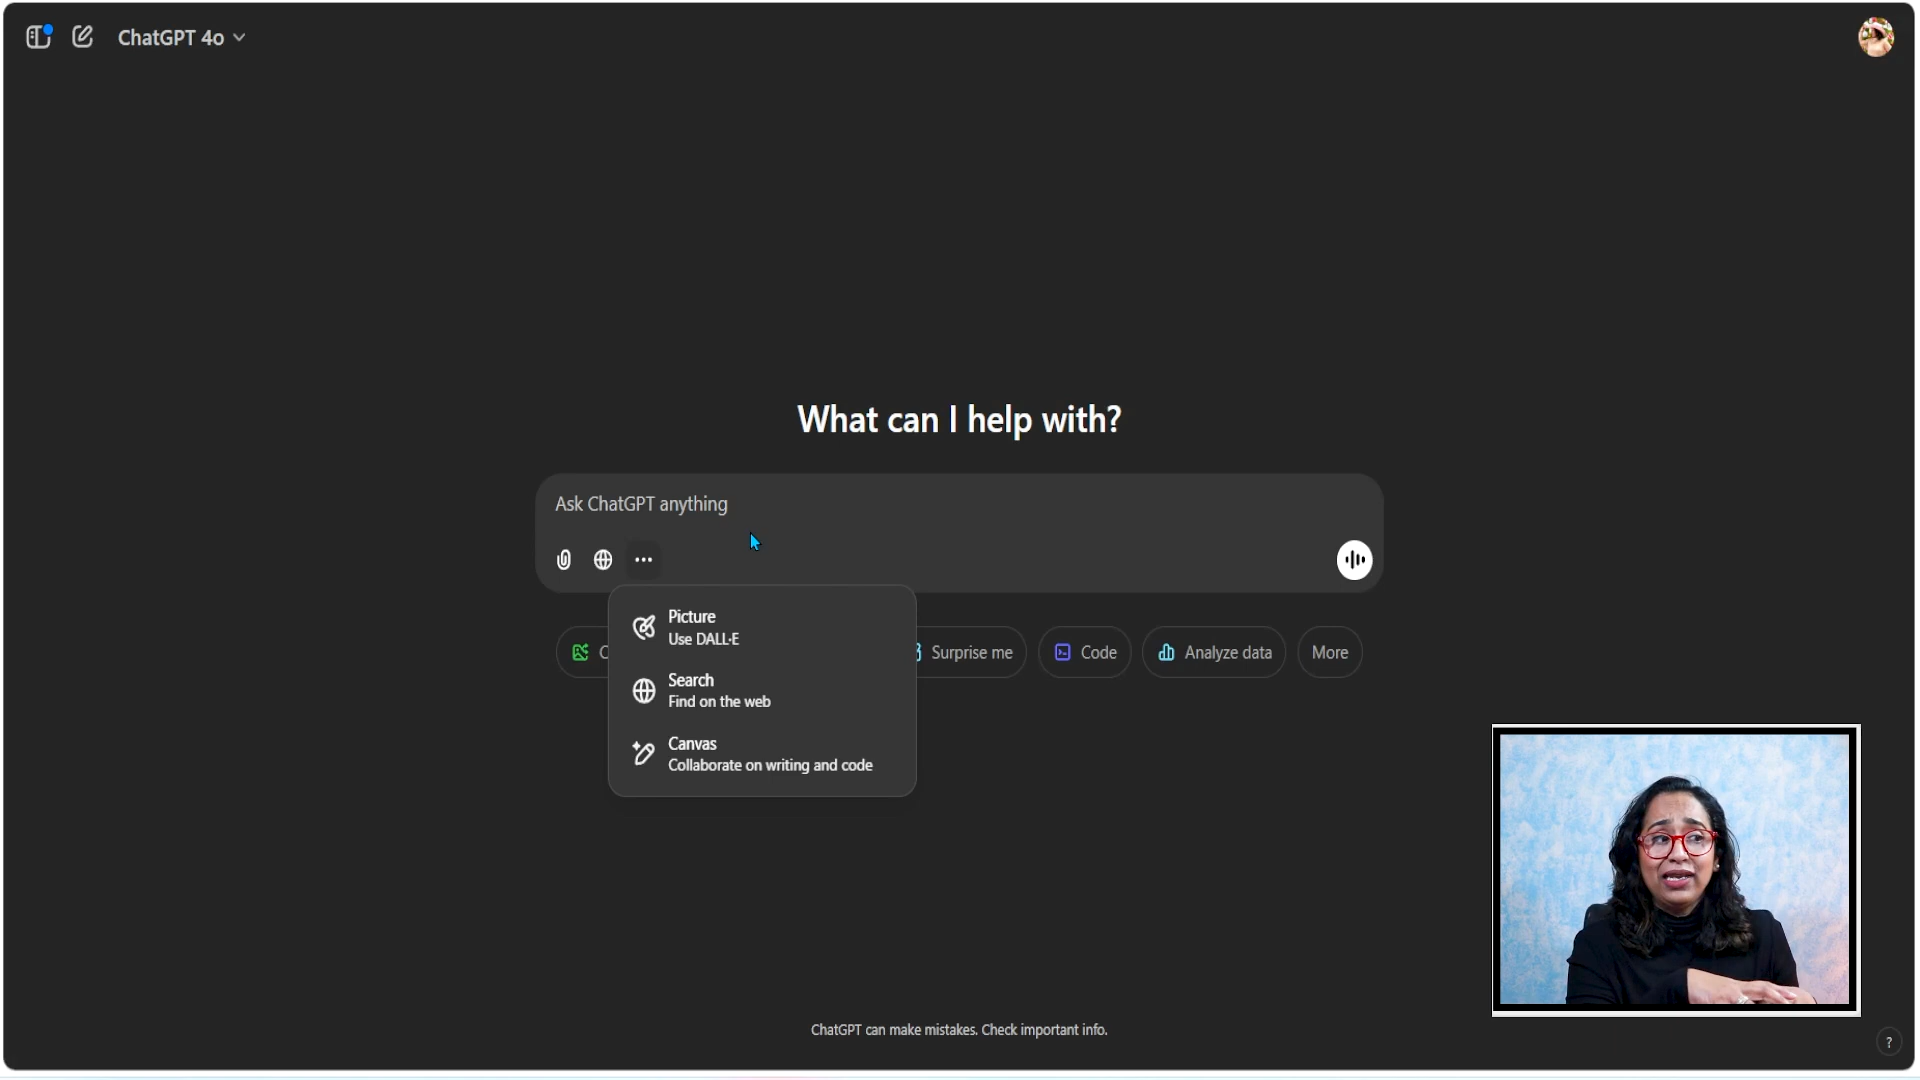 ChatGPT 4o
What can I help with?
Ask ChatGPT anything
Picture
Use DALL·E
Search
Find on the web
Canvas
Collaborate on writing and code
Surprise me
Code
Analyze data
More
ChatGPT can make mistakes. Check important info.
?